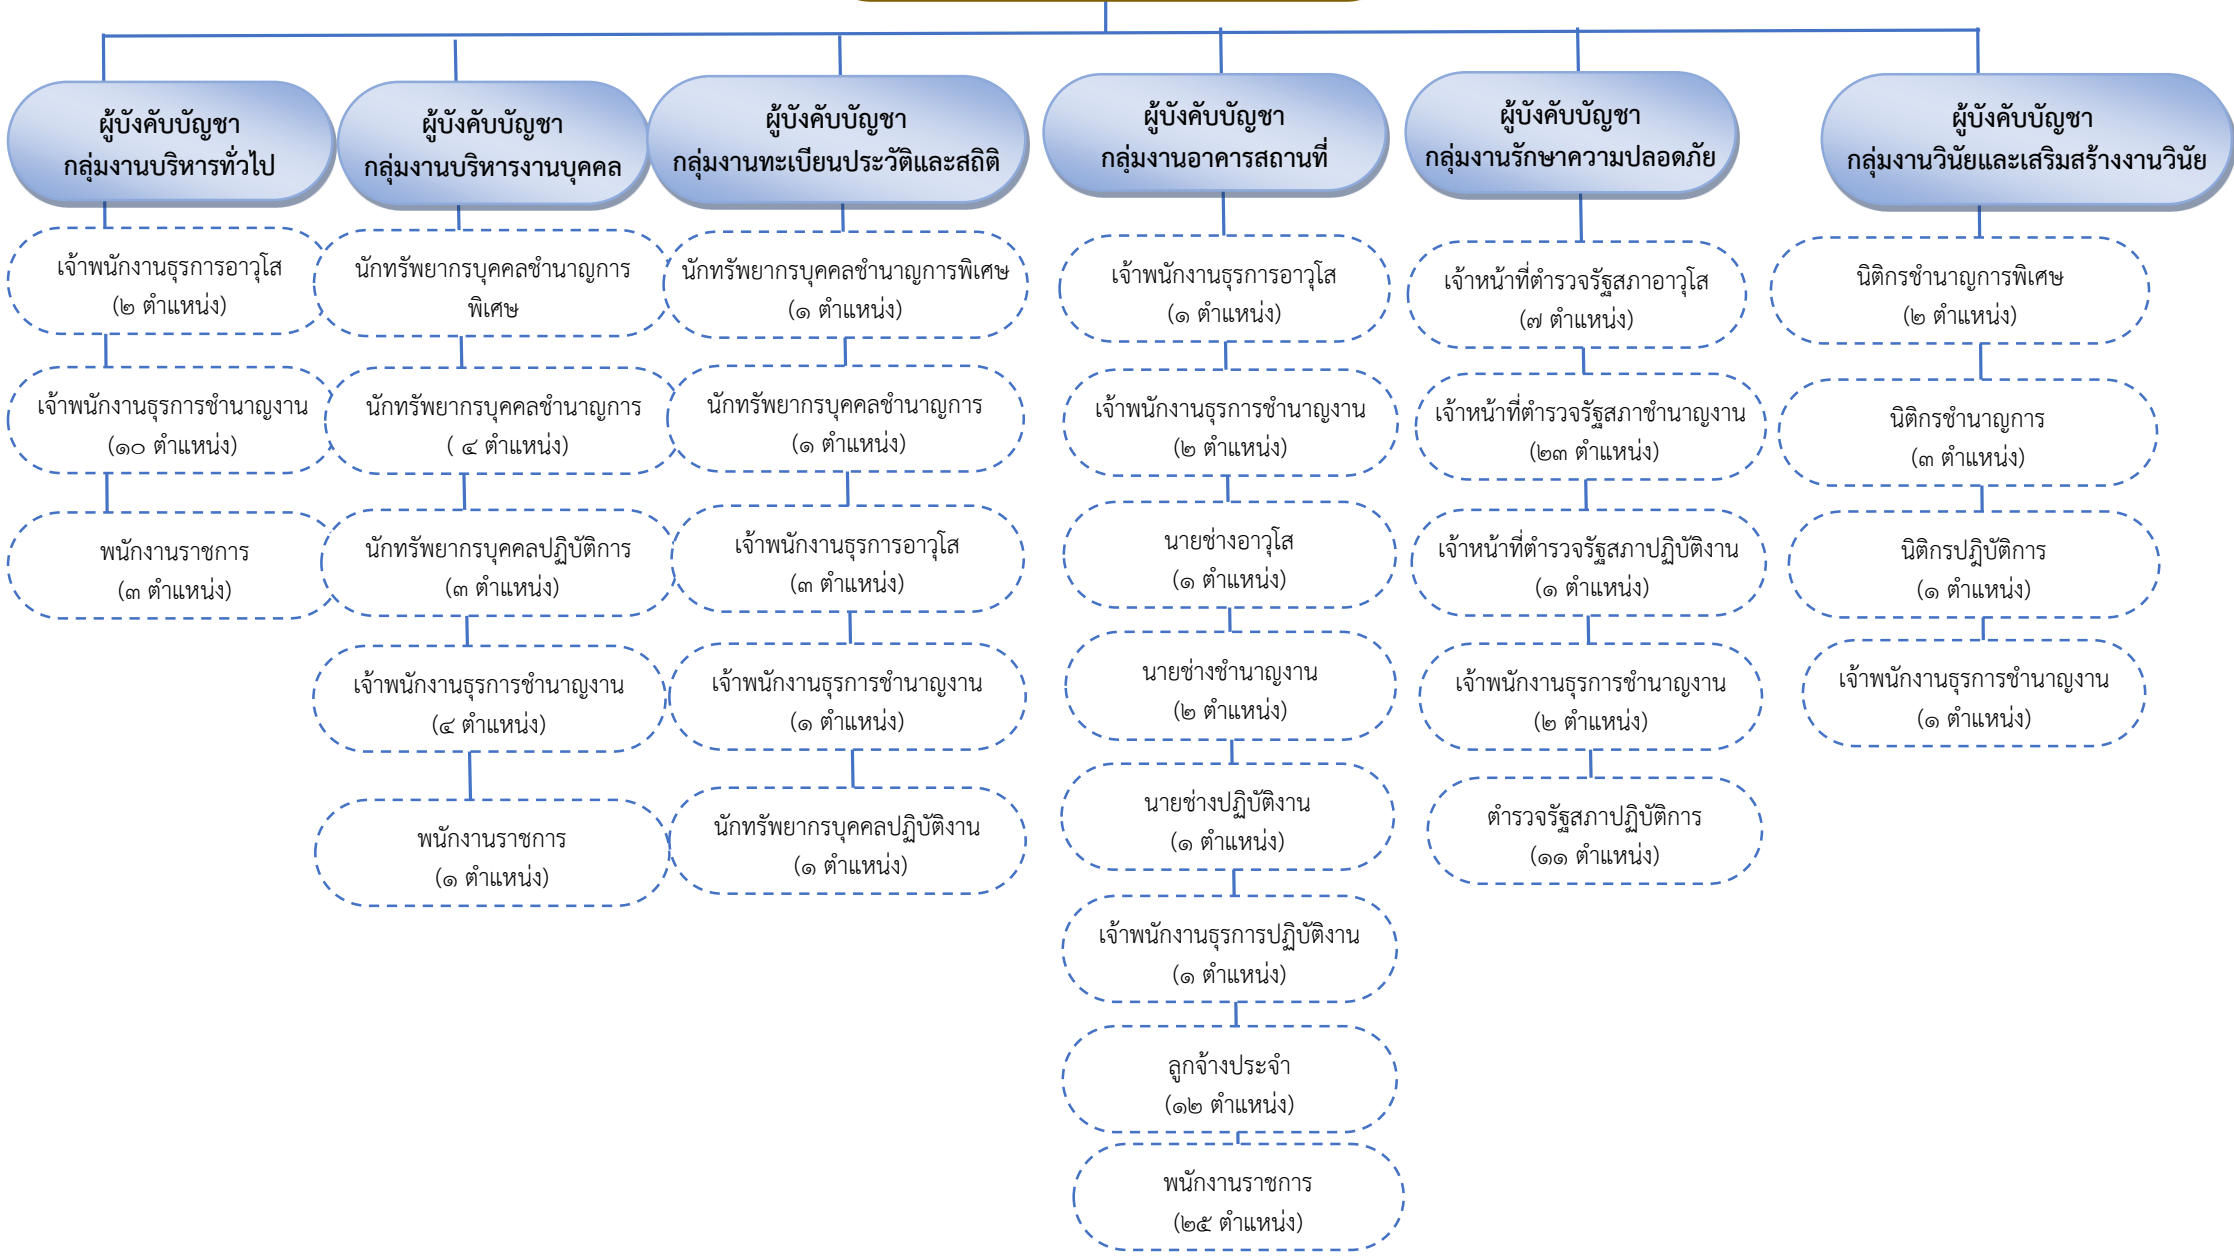 ผู้บังคับบัญชา
กลุ่มงานบริหารทั่วไป
เจ้าพนักงานธุรการอาวุโส
(๒ ตำแหน่ง)
เจ้าพนักงานธุรการชำนาญงาน
(๑๐ ตำแหน่ง)
พนักงานราชการ
(๓ ตำแหน่ง)
ผู้บังคับบัญชา
กลุ่มงานบริหารงานบุคคล
นักทรัพยากรบุคคลชำนาญการ
พิเศษ
นักทรัพยากรบุคคลชำนาญการ
( ๔ ตำแหน่ง)
นักทรัพยากรบุคคลปฏิบัติการ
(๓ ตำแหน่ง)
เจ้าพนักงานธุรการชำนาญงาน
(๔ ตำแหน่ง)
พนักงานราชการ
(๑ ตำแหน่ง)
ผู้บังคับบัญชา
กลุ่มงานทะเบียนประวัติและสถิติ
นักทรัพยากรบุคคลชำนาญการพิเศษ
(๑ ตำแหน่ง)
นักทรัพยากรบุคคลชำนาญการ
(๑ ตำแหน่ง)
เจ้าพนักงานธุรการอาวุโส
(๓ ตำแหน่ง)
เจ้าพนักงานธุรการชำนาญงาน
(๑ ตำแหน่ง)
นักทรัพยากรบุคคลปฏิบัติงาน
(๑ ตำแหน่ง)
ผู้บังคับบัญชา
กลุ่มงานอาคารสถานที่
เจ้าพนักงานธุรการอาวุโส
(๑ ตำแหน่ง)
เจ้าพนักงานธุรการชำนาญงาน
(๒ ตำแหน่ง)
นายช่างอาวุโส
(๑ ตำแหน่ง)
นายช่างชำนาญงาน
(๒ ตำแหน่ง)
นายช่างปฏิบัติงาน
(๑ ตำแหน่ง)
เจ้าพนักงานธุรการปฏิบัติงาน
(๑ ตำแหน่ง)
ลูกจ้างประจำ
(๑๒ ตำแหน่ง)
พนักงานราชการ
(๒๕ ตำแหน่ง)
ผู้บังคับบัญชา
กลุ่มงานรักษาความปลอดภัย
เจ้าหน้าที่ตำรวจรัฐสภาอาวุโส
(๗ ตำแหน่ง)
เจ้าหน้าที่ตำรวจรัฐสภาชำนาญงาน
(๒๓ ตำแหน่ง)
เจ้าหน้าที่ตำรวจรัฐสภาปฏิบัติงาน
(๑ ตำแหน่ง)
เจ้าพนักงานธุรการชำนาญงาน
(๒ ตำแหน่ง)
ตำรวจรัฐสภาปฏิบัติการ
(๑๑ ตำแหน่ง)
ผู้บังคับบัญชา
กลุ่มงานวินัยและเสริมสร้างงานวินัย
นิติกรชำนาญการพิเศษ
(๒ ตำแหน่ง)
นิติกรชำนาญการ
(๓ ตำแหน่ง)
นิติกรปฎิบัติการ
(๑ ตำแหน่ง)
เจ้าพนักงานธุรการชำนาญงาน
(๑ ตำแหน่ง)